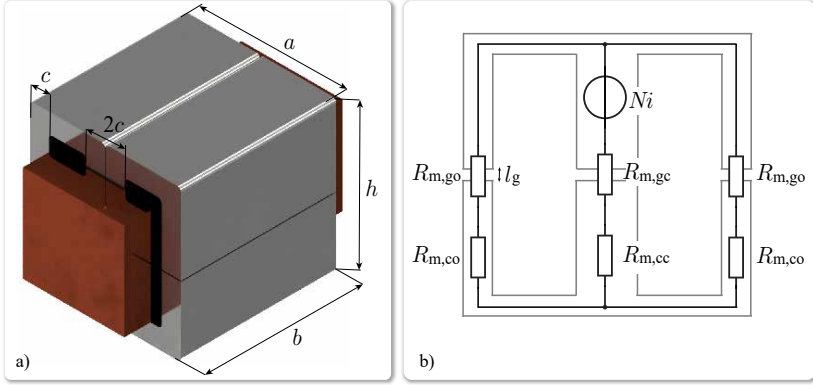 a
c
2c
h
b
a)
Ni
R_m,go
l_g
R_m,gc
R_m,go
R_m,co
R_m,cc
R_m,co
b)